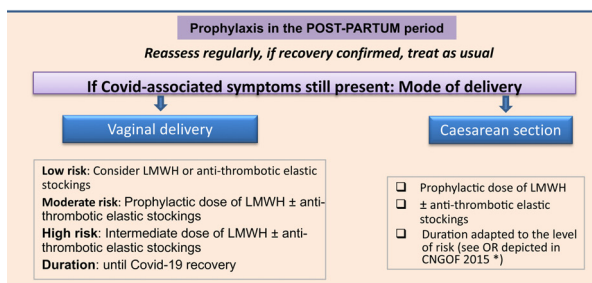 Prophylaxis in the POST-PARTUM period
Reassess regularly, if recovery confirmed, treat as usual
If Covid-associated symptoms still present: Mode of delivery
Vaginal delivery
Low risk: Consider LMWH or anti-thrombotic elastic
stockings
Moderate risk: Prophylactic dose of LMWH ± anti-
thrombotic elastic stockings
High risk: Intermediate dose of LMWH ± anti-
thrombotic elastic stockings
Duration: until Covid-19 recovery
Caesarean section
❑ Prophylactic dose of LMWH
❑ ± anti-thrombotic elastic
stockings
❑ Duration adapted to the level
of risk (see OR depicted in
CNGOF 2015 *)